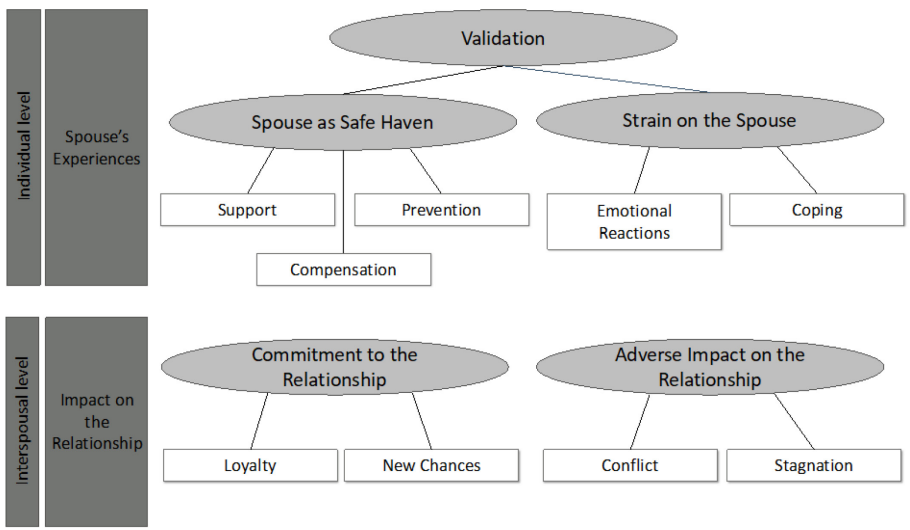 Individual level
Spouse's
Experiences
Validation
Spouse as Safe Haven
Strain on the Spouse
Support
Prevention
Emotional
Reactions
Coping
Compensation
Interspousal level
Impact on
the
Relationship
Commitment to the
Relationship
Adverse Impact on the
Relationship
Loyalty
New Chances
Conflict
Stagnation